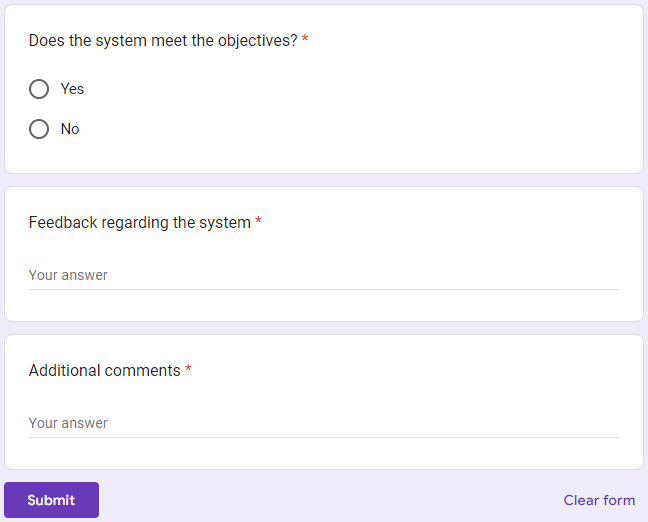 Does the system meet the objectives? *
Yes
No
Feedback regarding the system *
Your answer
Additional comments *
Your answer
Submit
Clear form